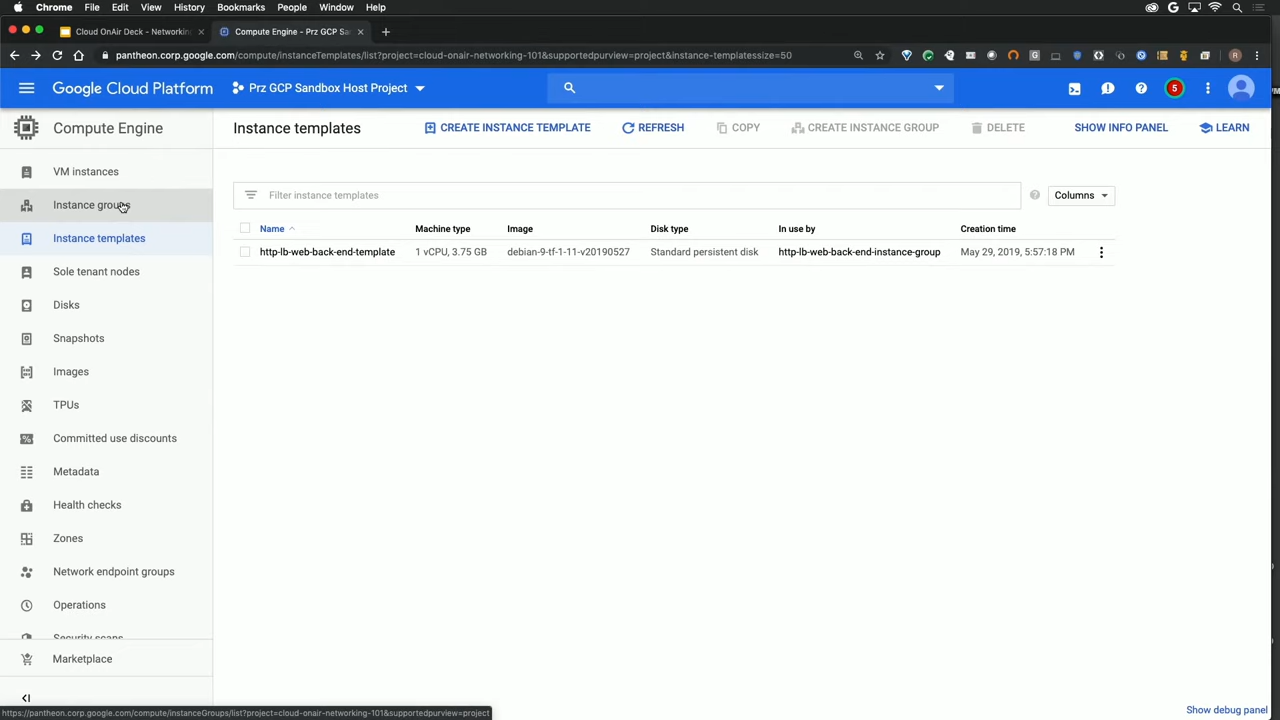 Chrome File Edit View History Bookmarks People Window Help
Cloud OnAir Deck - Networkin
Compute Engine - Prz GCP Sa
pantheon.corp.google.com/compute/instanceTemplates/list?project=cloud-onair-networking-101&supportedpurview=project&instance-templatessize=50
Google Cloud Platform
Prz GCP Sandbox Host Project
5
Compute Engine
Instance templates
CREATE INSTANCE TEMPLATE
REFRESH
COPY
CREATE INSTANCE GROUP
DELETE
SHOW INFO PANEL
LEARN
VM instances
Instance groups
Instance templates
Sole tenant nodes
Disks
Snapshots
Images
TPUs
Committed use discounts
Metadata
Health checks
Zones
Network endpoint groups
Operations
Security scans
Marketplace
Filter instance templates
Columns
Name Machine type Image Disk type In use by Creation time
http-lb-web-back-end-template 1 vCPU, 3.75 GB debian-9-tf-1-11-v20190527 Standard persistent disk http-lb-web-back-end-instance-group May 29, 2019, 5:57:18 PM
https://pantheon.corp.google.com/compute/instanceGroups/list?project=cloud-onair-networking-101&supportedpurview=project
Show debug panel